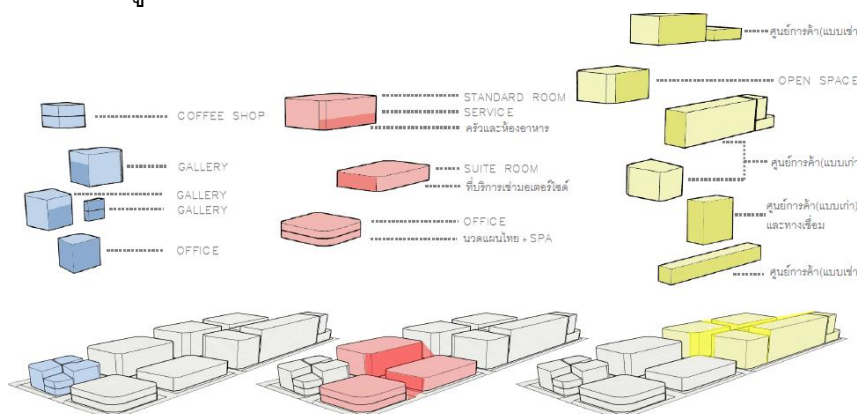 COFFEE SHOP
GALLERY
GALLERY
GALLERY
OFFICE
STANDARD ROOM
SERVICE
ครัวและห้องอาหาร
SUITE ROOM
ที่บริการเช่ามอเตอร์ไซด์
OFFICE
นวดแผนไทย + SPA
ศูนย์การค้า(แบบเช่า
OPEN SPACE
ศูนย์การค้า(แบบเก่า
ศูนย์การค้า(แบบเก่า)
และทางเชื่อม
ศูนย์การค้า(แบบเช่า